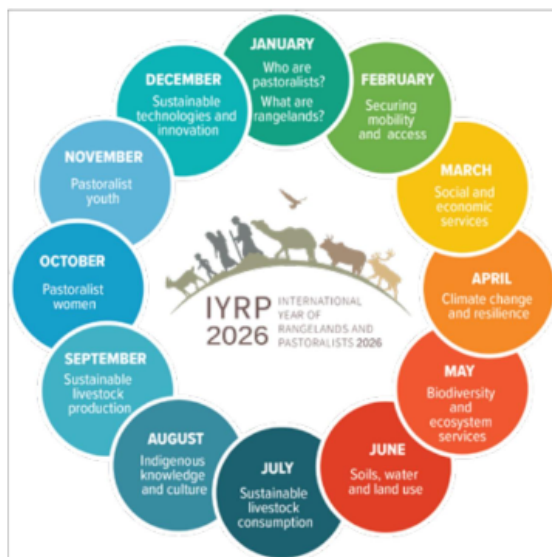 JANUARY
Who are
pastoralists?
What are
rangelands?
FEBRUARY
Securing
mobility
and access
MARCH
Social and
economic
services
APRIL
Climate change
and resilience
MAY
Biodiversity
and
ecosystem
services
JUNE
Soils, water
and land use
JULY
Sustainable
livestock
consumption
AUGUST
Indigenous
knowledge
and culture
SEPTEMBER
Sustainable
livestock
production
OCTOBER
Pastoralist
women
NOVEMBER
Pastoralist
youth
DECEMBER
Sustainable
technologies and
innovation
IYRP
2026
INTERNATIONAL
YEAR OF
RANGELANDS AND
PASTORALISTS 2026